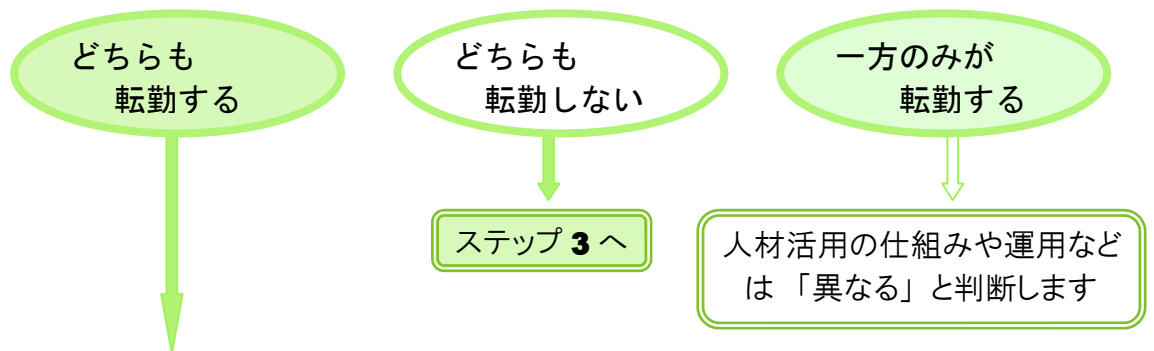 どちらも
転勤する
どちらも
転勤しない
一方のみが
転勤する
ステップ 3 へ
人材活用の仕組みや運用など
は 「異なる」 と判断します